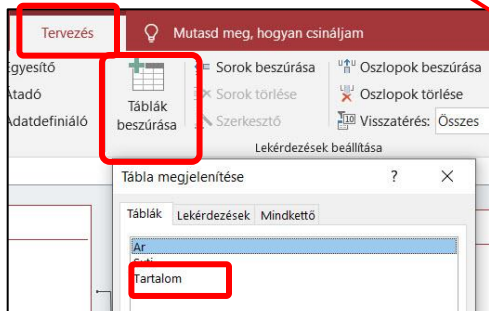 Tervezés Mutasd meg, hogyan csináljam
gyesítő
Átadó
Adatdefiniáló
Táblák
beszúrása
Sorok beszúrása
Sorok törlése
Szerkesztő
Oszlopok beszúrása
Oszlopok törlése
Visszatérés: Összes
Lekérdezések beállítása
Tábla megjelenítése ? ×
Táblák Lekérdezések Mindkettő
Ar
Tartalom